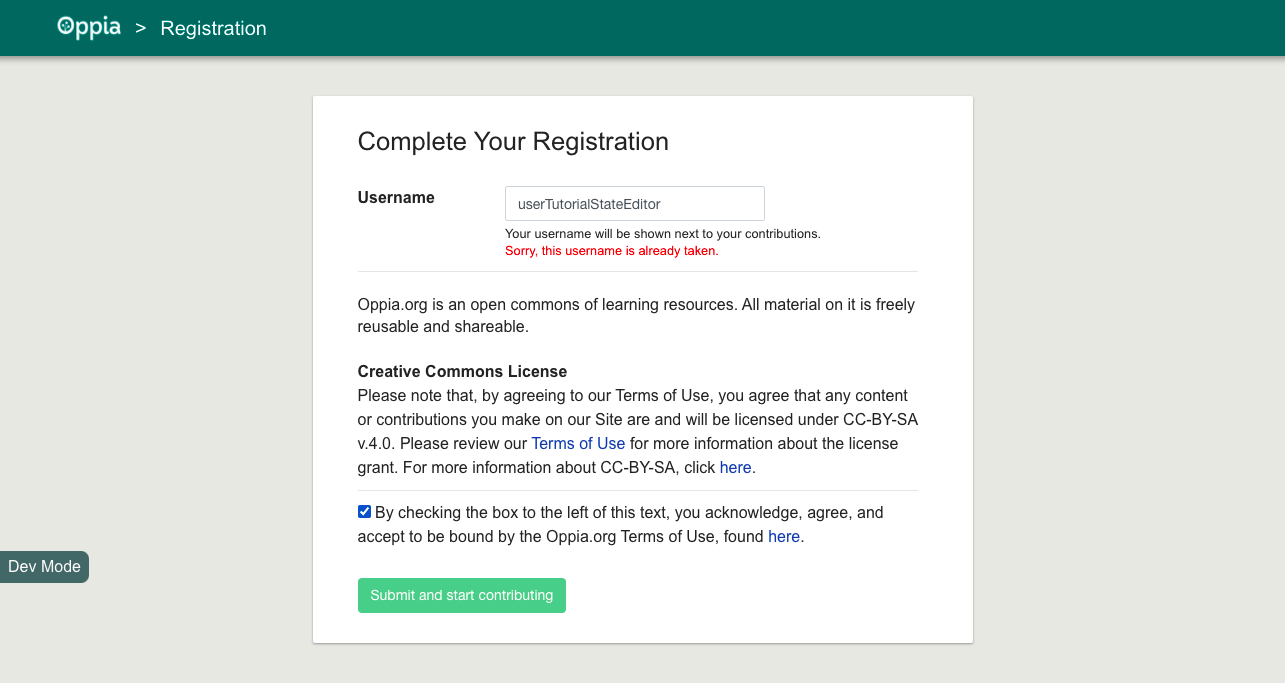 Oppia > Registration
Complete Your Registration
Username
userTutorialStateEditor
Your username will be shown next to your contributions.
Sorry, this username is already taken.
Oppia.org is an open commons of learning resources. All material on it is freely
reusable and shareable.
Creative Commons License
Please note that, by agreeing to our Terms of Use, you agree that any content
or contributions you make on our Site are and will be licensed under CC-BY-SA
v.4.0. Please review our Terms of Use for more information about the license
grant. For more information about CC-BY-SA, click here.
By checking the box to the left of this text, you acknowledge, agree, and
accept to be bound by the Oppia.org Terms of Use, found here.
Dev Mode
Submit and start contributing